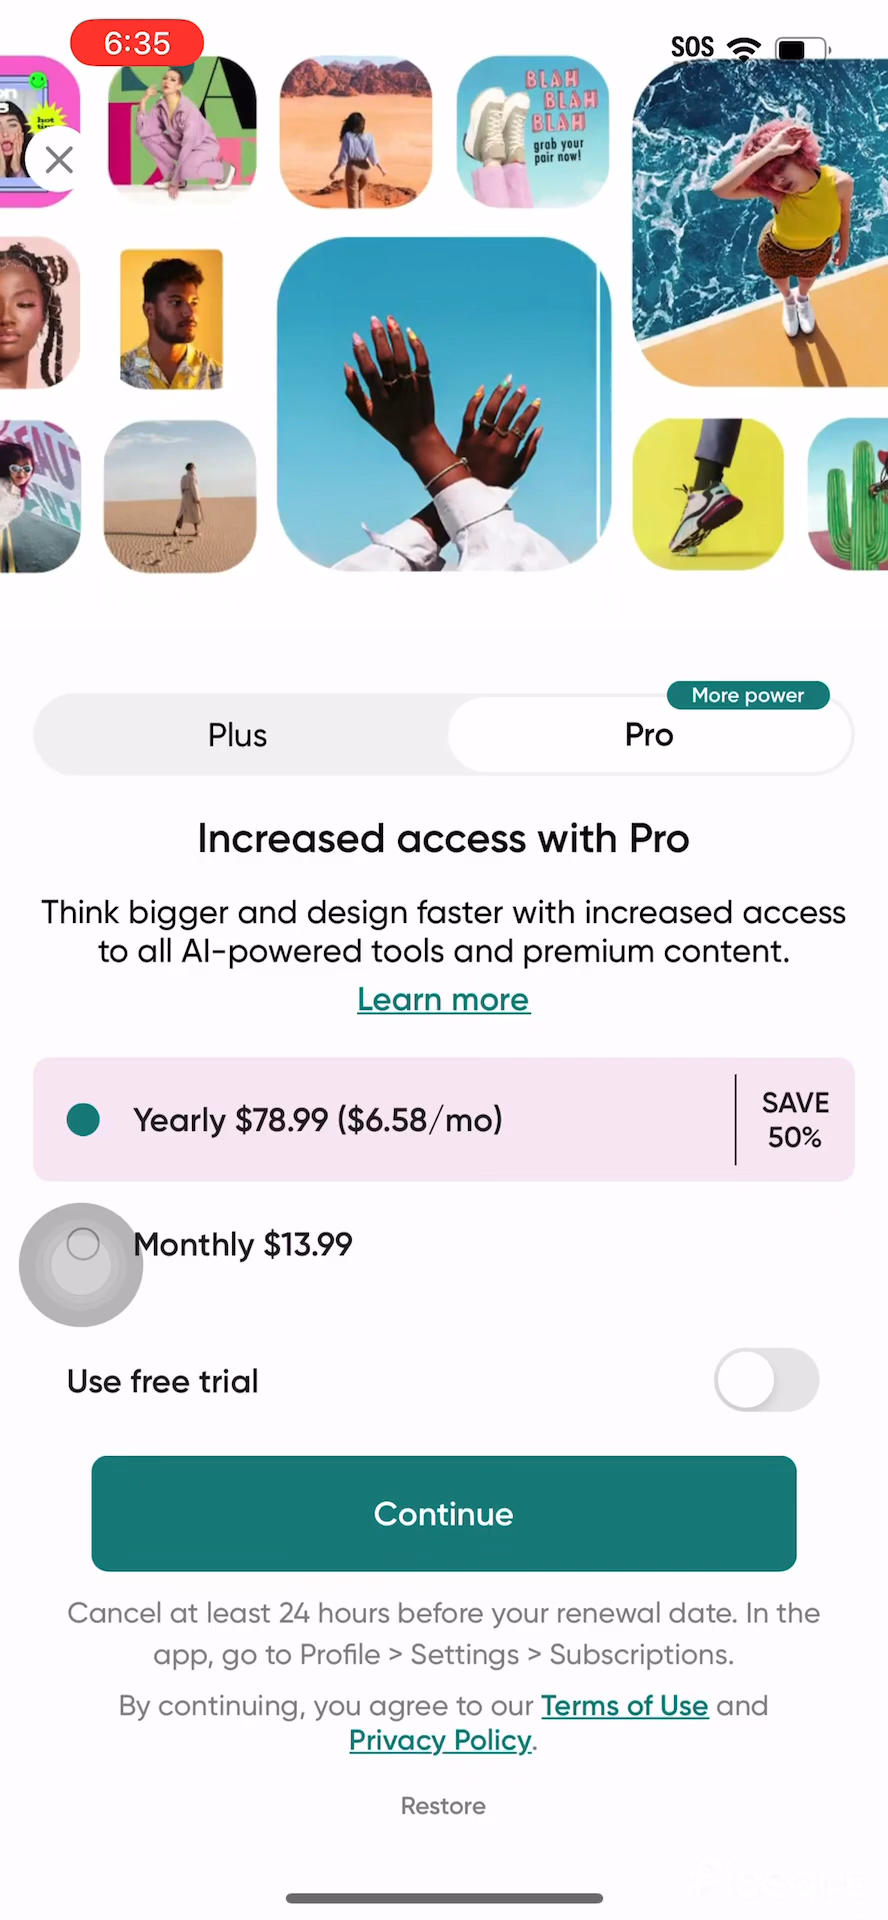 6:35
SOS
hot
BLAH
BLAH
BLAH
grab your
pair now!
More power
Plus
Pro
Increased access with Pro
Think bigger and design faster with increased access
to all AI-powered tools and premium content.
Learn more
Yearly $78.99 ($6.58/mo)
SAVE
50%
Monthly $13.99
Use free trial
Continue
Cancel at least 24 hours before your renewal date. In the
app, go to Profile > Settings > Subscriptions.
By continuing, you agree to our Terms of Use and
Privacy Policy.
Restore